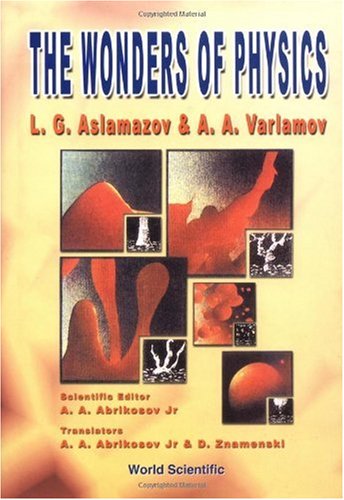 THE WONDERS OF PHYSICS
L. G. Aslamazov & A. A. Varlamov
Scientific Editor
A. A. Abrikosov Jr
Translators
A. A. Abrikosov Jr & D. Znamenski
World Scientific